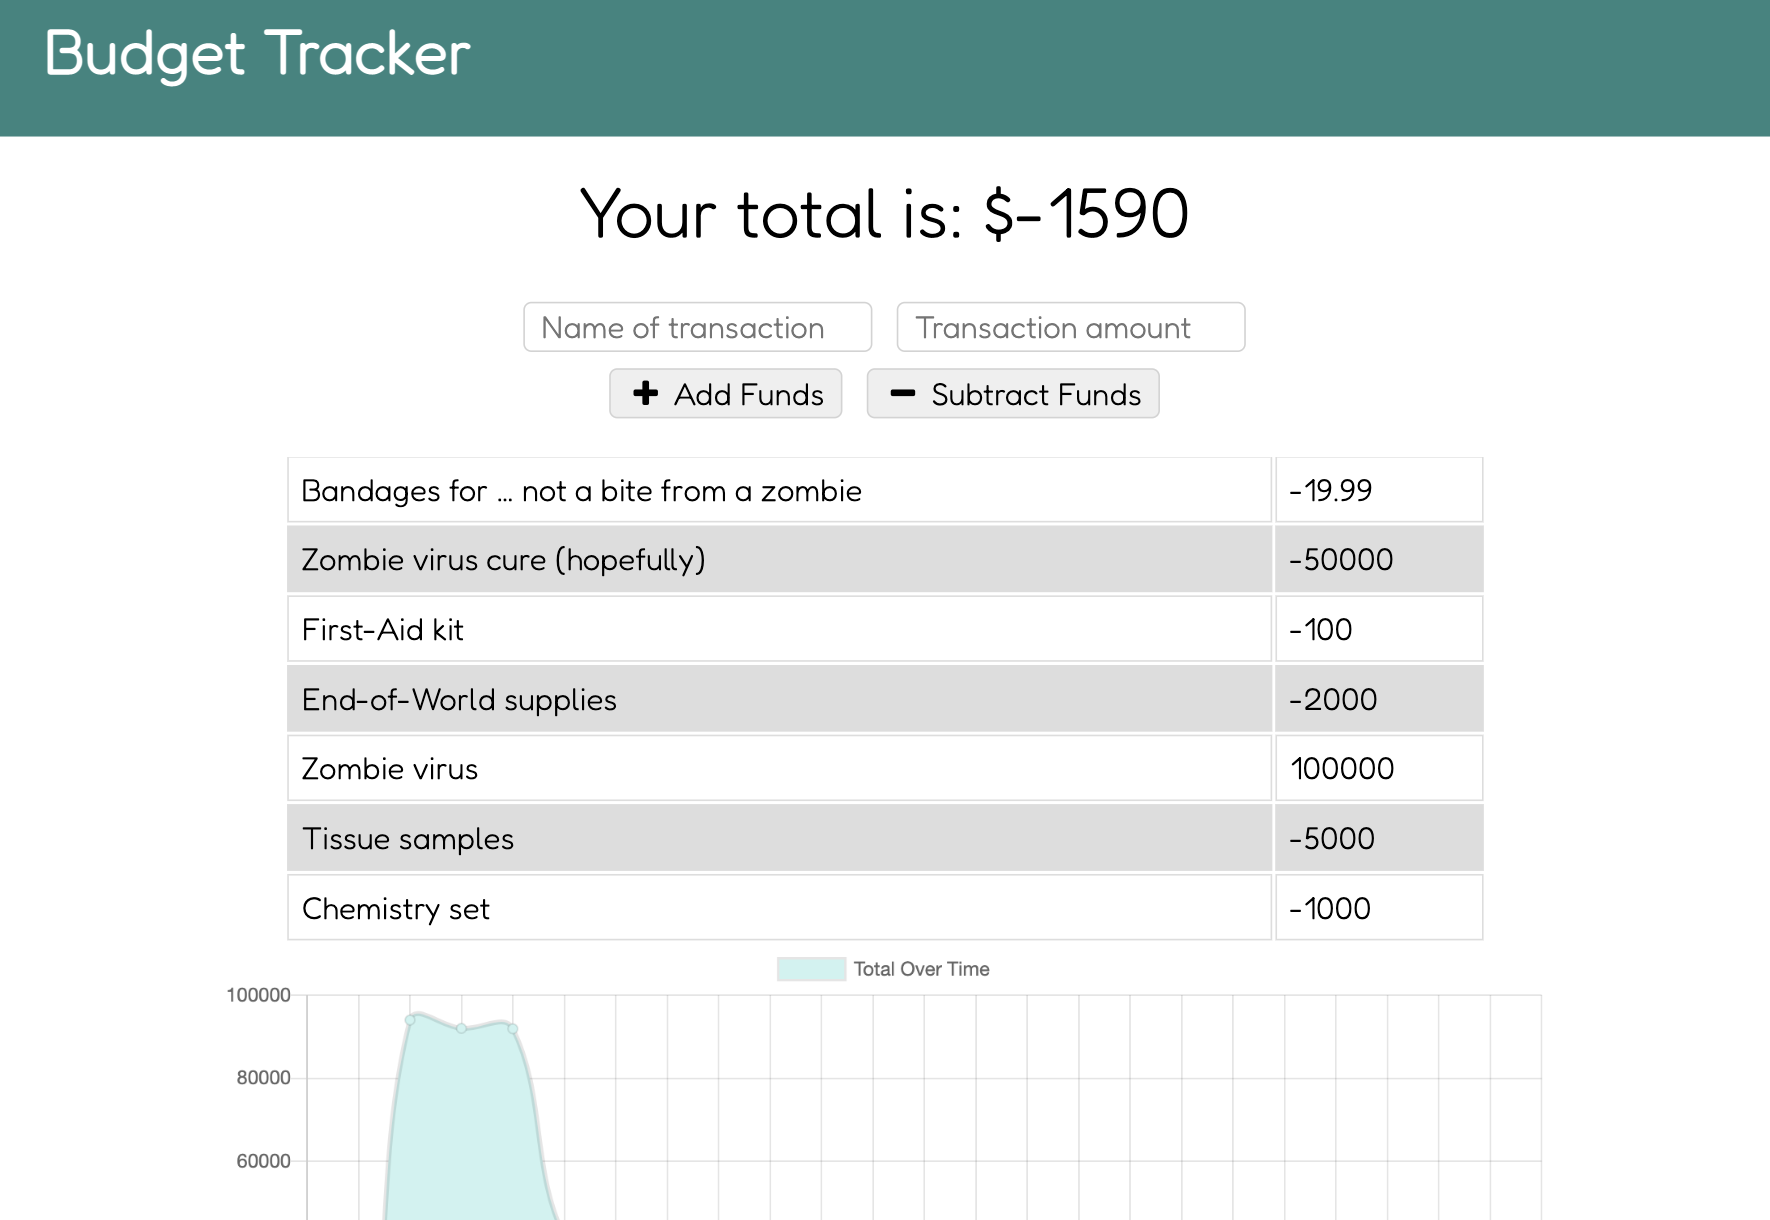 Budget Tracker
Your total is: $-1590
Name of transaction Transaction amount
Add Funds Subtract Funds
Bandages for ... not a bite from a zombie -19.99
Zombie virus cure (hopefully) -50000
First-Aid kit -100
End-of-World supplies -2000
Zombie virus 100000
Tissue samples -5000
Chemistry set -1000
Total Over Time
100000
80000
60000